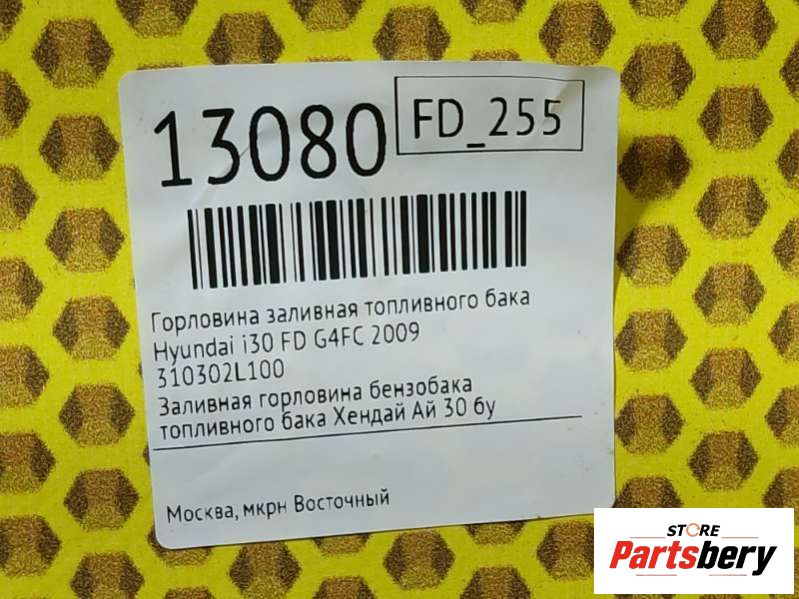 13080
FD_255
Горловина заливная топливного бака
Hyundai i30 FD G4FC 2009
310302L100
Заливная горловина бензобака
топливного бака Хендай Ай 30 бу
Москва, мкрн Восточный
STORE
Partsbery